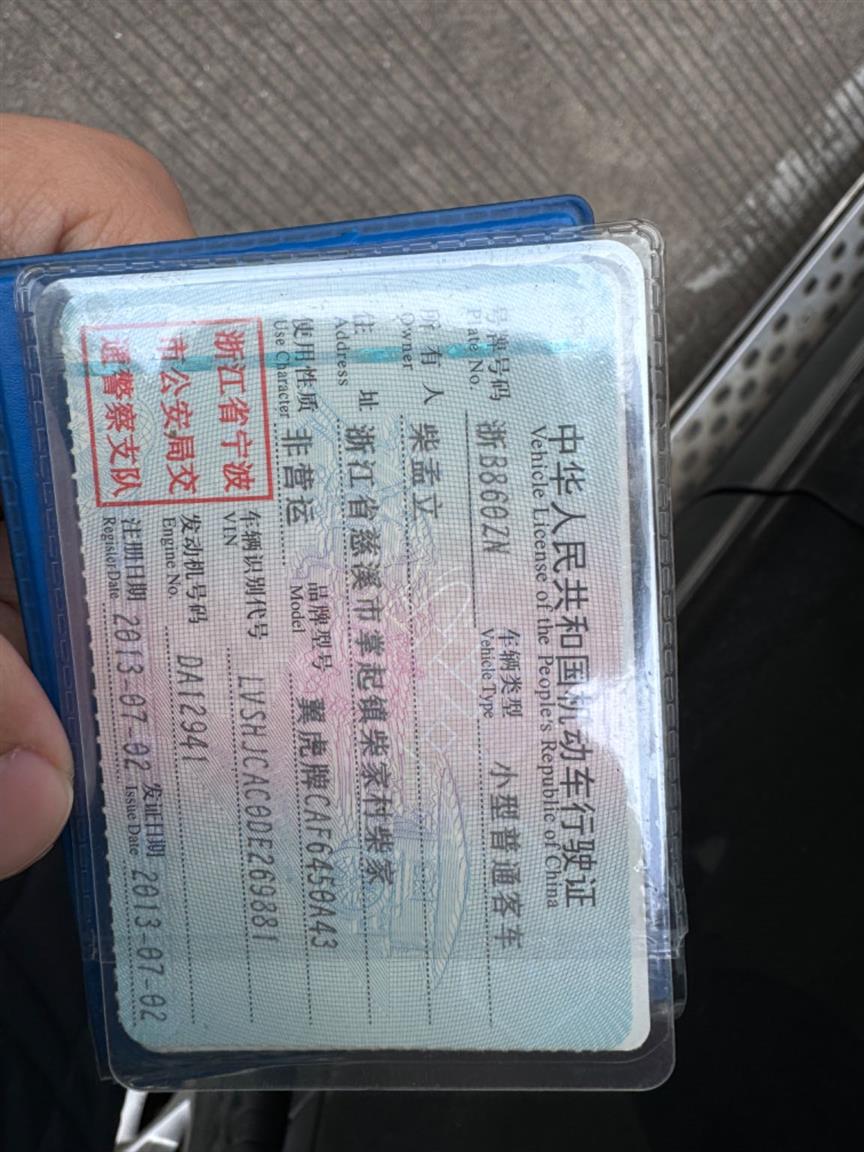 中华人民共和国机动车行驶证
Vehicle License of the People's Republic of China
号牌号码 浙B860ZN 车辆类型 小型普通客车
Plate No. Vehicle Type
所有人 柴孟立
Owner
住址 浙江省慈溪市掌起镇柴家村柴家
Address
使用性质 非营运 品牌型号 翼虎牌CAF6450A43
Use Character Model
浙江省宁波
市公安局交
通警察支队
车辆识别代号 LVSHJCAC0DE269881
VIN
发动机号码 DA12941
Engine No.
注册日期 2013-07-02 发证日期 2013-07-02
Register Date Issue Date